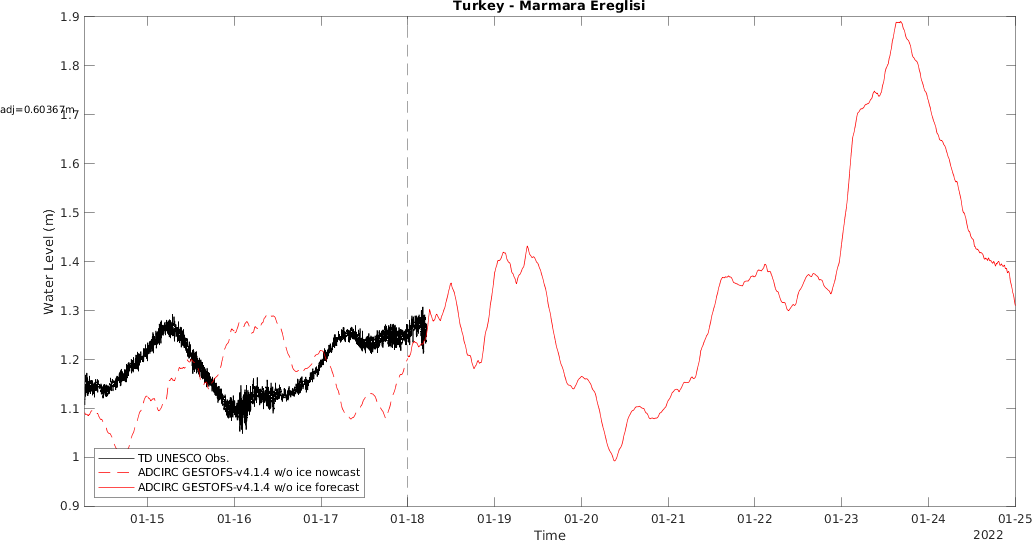 Turkey - Marmara Ereglisi
1.9
1.8
adj=0.60367m
1.7
1.6
1.5
1.4
1.3
1.2
1.1
1
0.9
Water Level (m)
TD UNESCO Obs.
ADCIRC GESTOFS-v4.1.4 w/o ice nowcast
ADCIRC GESTOFS-v4.1.4 w/o ice forecast
01-15 01-16 01-17 01-18 01-19 01-20 01-21 01-22 01-23 01-24 01-25
Time
2022